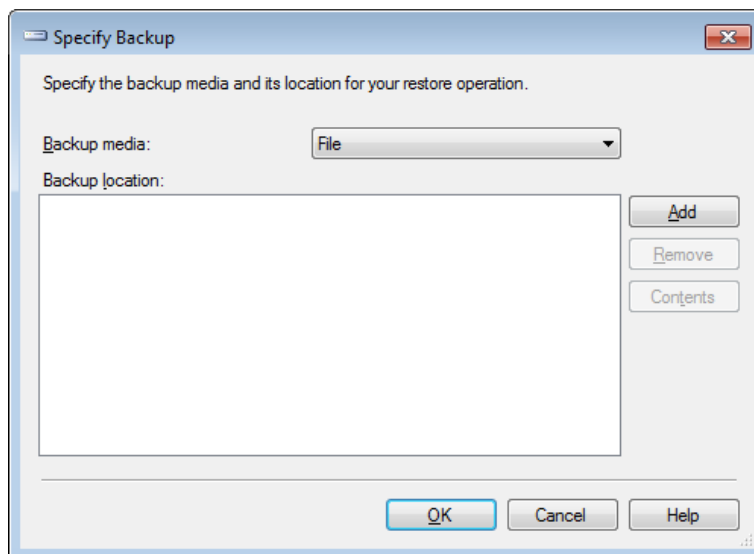 Specify Backup
Specify the backup media and its location for your restore operation.
Backup media:
File
Backup location:
Add
Remove
Contents
OK
Cancel
Help